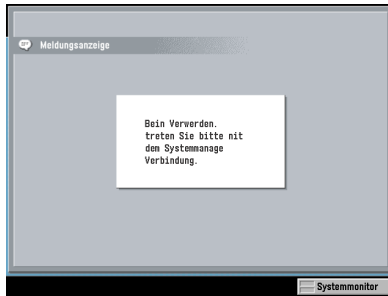 Meldungsanzeige
Bein Verwerden.
treten Sie bitte nit
dem Systemmanage
Verbindung.
Systemmonitor